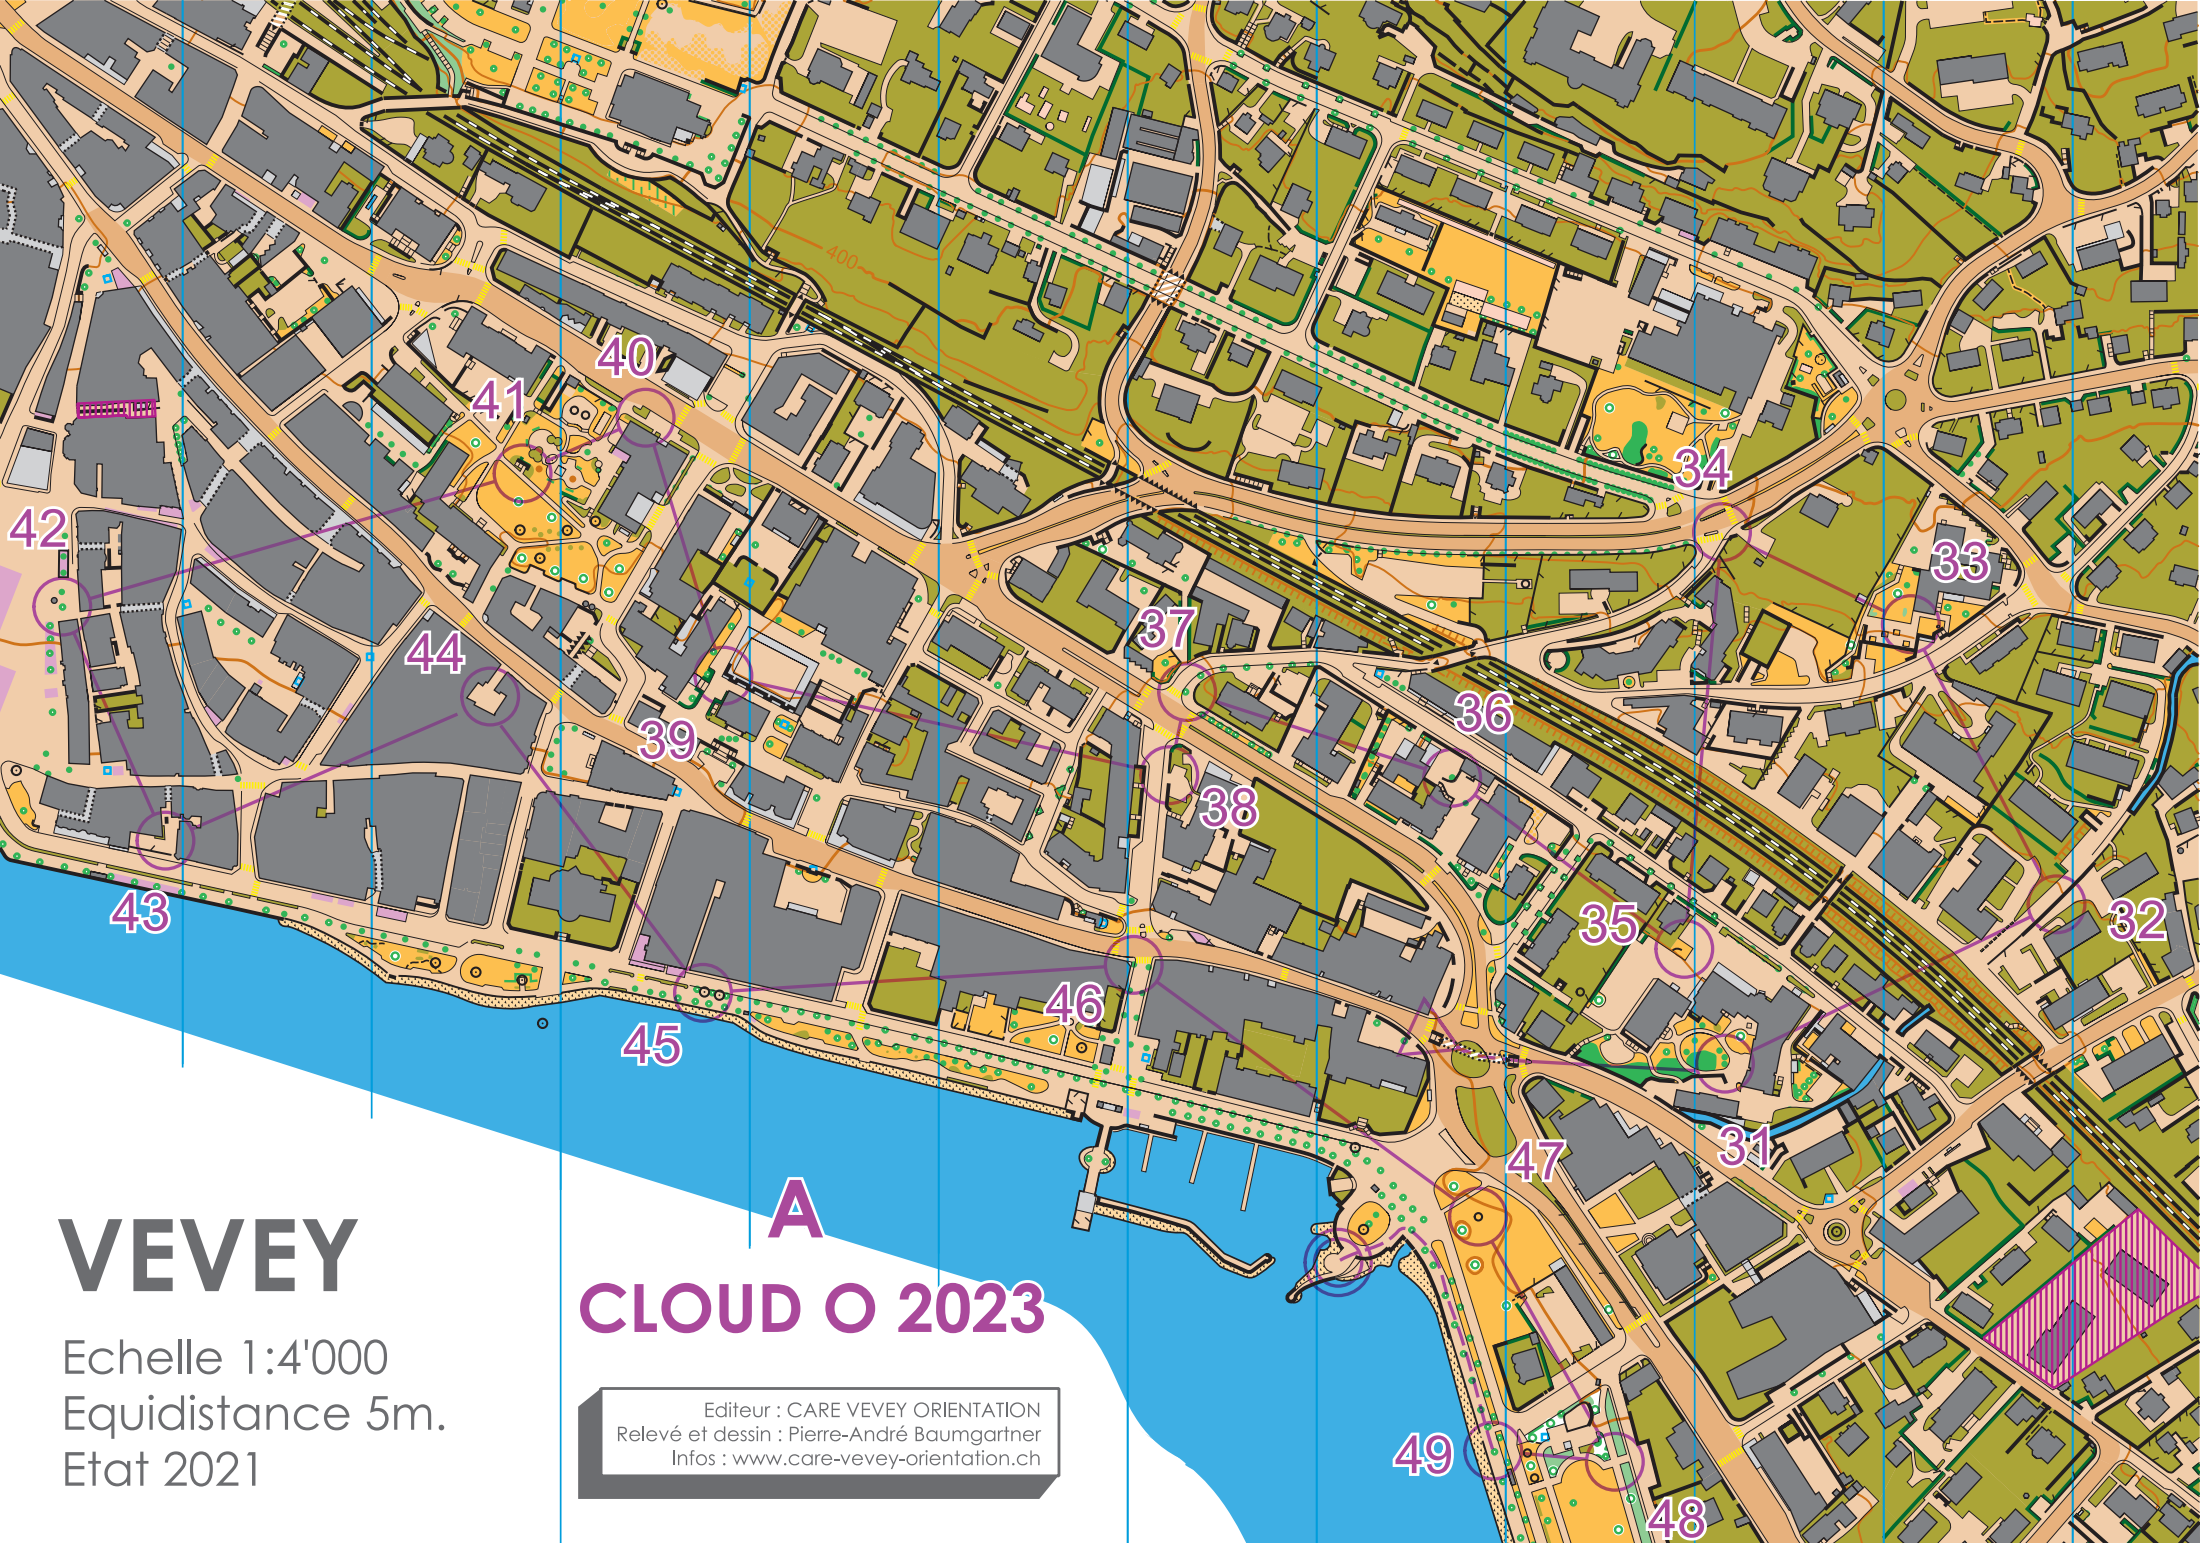 400
40
41
34
42
33
37
44
36
39
38
35
32
43
46
45
31
47
A
VEVEY
CLOUD O 2023
Echelle 1:4'000
Equidistance 5m.
Etat 2021
Editeur : CARE VEVEY ORIENTATION
Relevé et dessin : Pierre-André Baumgartner
Infos : www.care-vevey-orientation.ch
49
48